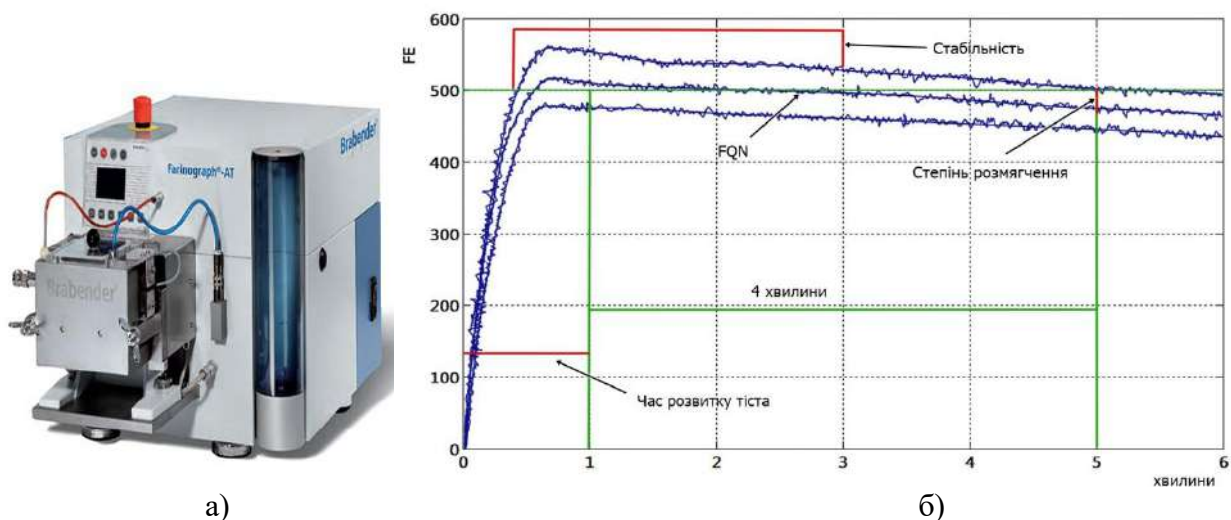 Brabender®
Farinograph®-AT
Brabender®
а)
FE
600
500
400
300
200
100
0
0
1
2
3
4
5
6
хвилини
Стабільність
FQN
Степінь розмягчення
4 хвилини
Час розвитку тіста
б)